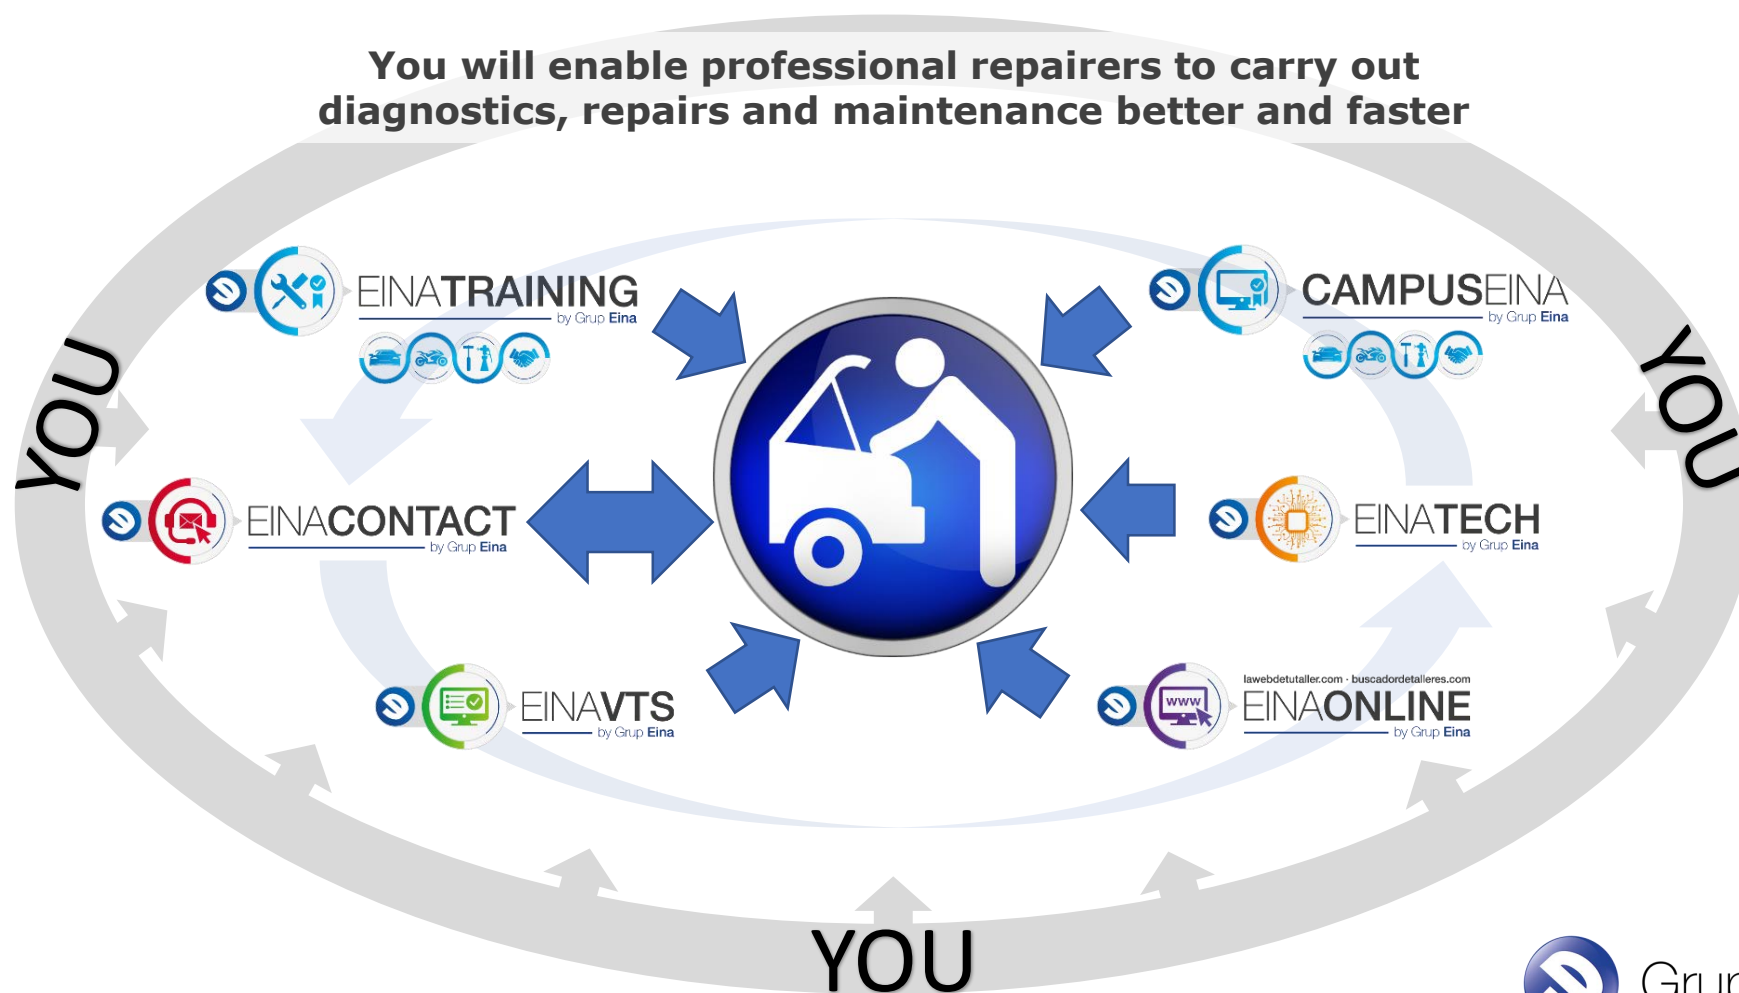 You will enable professional repairers to carry out
diagnostics, repairs and maintenance better and faster
EINATRAINING
by Grup Eina
CAMPUSEINA
by Grup Eina
YOU
YOU
EINACONTACT
by Grup Eina
EINATECH
by Grup Eina
EINAVTS
by Grup Eina
lawebdetutaller.com - buscadordetalleres.com
www
EINAONLINE
by Grup Eina
YOU
Grup